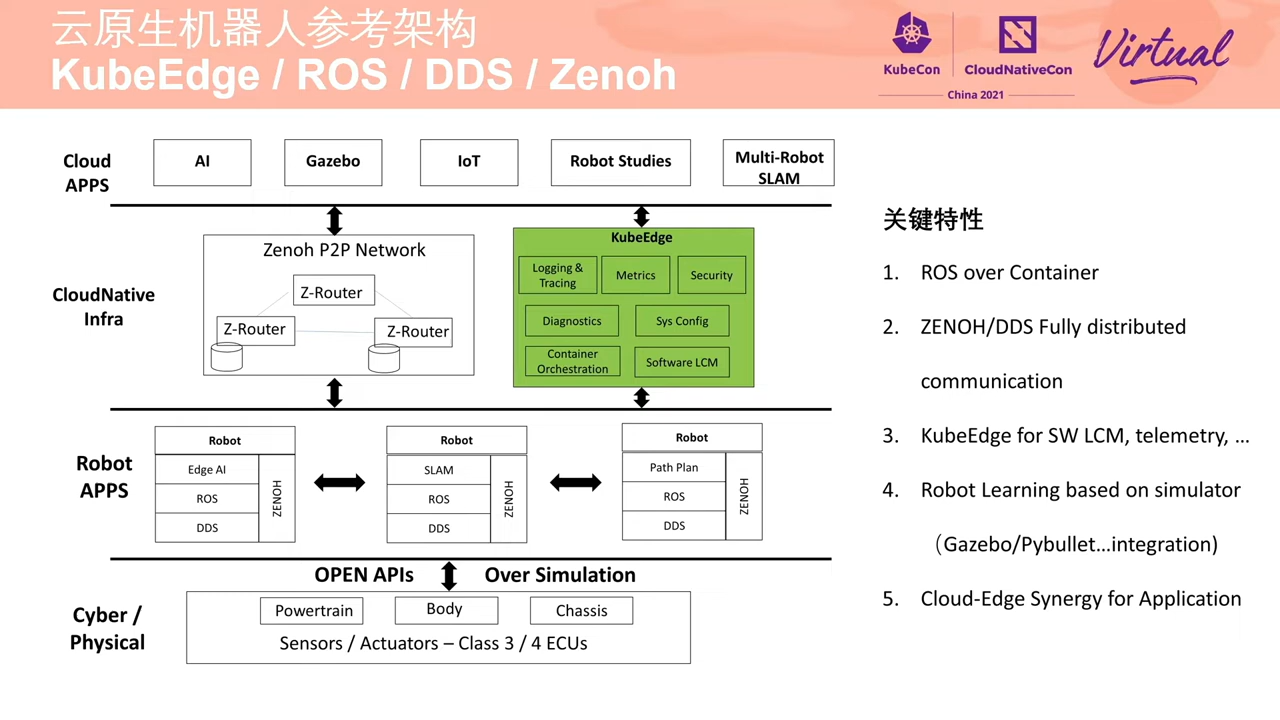 云原生机器人参考架构
KubeEdge / ROS / DDS / Zenoh
KubeCon
CloudNativeCon
China 2021
Virtual
Cloud
APPS
AI
Gazebo
IoT
Robot Studies
Multi-Robot
SLAM
CloudNative
Infra
Zenoh P2P Network
Z-Router
Z-Router
Z-Router
KubeEdge
Logging &
Tracing
Metrics
Security
Diagnostics
Sys Config
Container
Orchestration
Software LCM
Robot
APPS
Robot
Edge AI
ROS
DDS
ZENOH
Robot
SLAM
ROS
DDS
ZENOH
Robot
Path Plan
ROS
DDS
ZENOH
OPEN APIs
Over Simulation
Cyber /
Physical
Powertrain
Body
Chassis
Sensors / Actuators – Class 3 / 4 ECUs
关键特性
1. ROS over Container
2. ZENOH/DDS Fully distributed
communication
3. KubeEdge for SW LCM, telemetry, …
4. Robot Learning based on simulator
（Gazebo/Pybullet…integration)
5. Cloud-Edge Synergy for Application